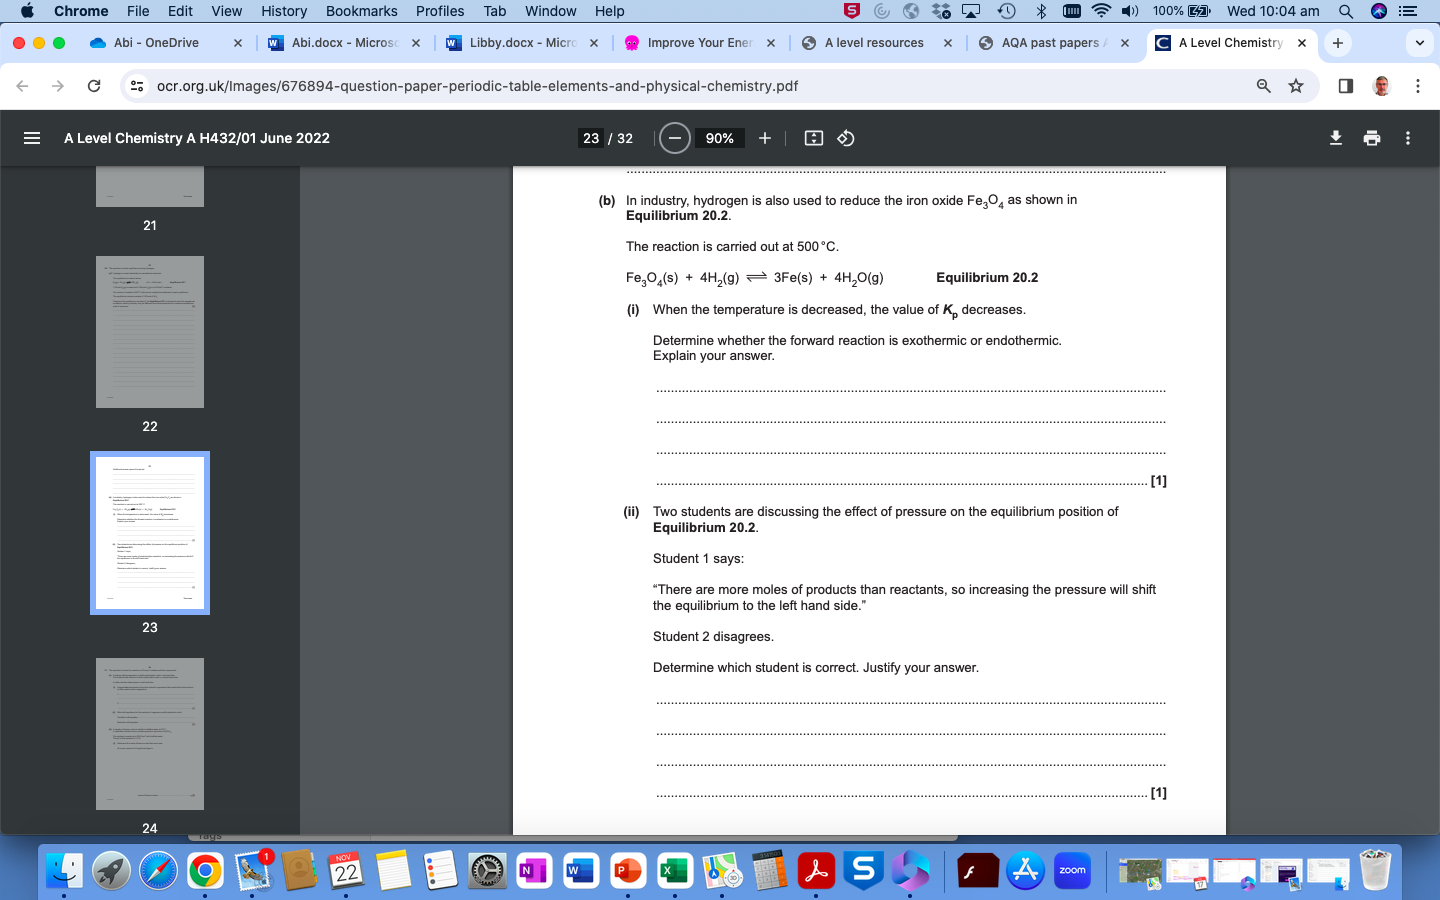 Chrome File Edit View History Bookmarks Profiles Tab Window Help 100% Wed 10:04 am
Abi - OneDrive Abi.docx - Microso Libby.docx - Micro Improve Your Ener A level resources AQA past papers A A Level Chemistry
ocr.org.uk/Images/676894-question-paper-periodic-table-elements-and-physical-chemistry.pdf
A Level Chemistry A H432/01 June 2022 23 / 32 90%
21
22
23
24
(b) In industry, hydrogen is also used to reduce the iron oxide Fe₃O₄ as shown in
Equilibrium 20.2.
The reaction is carried out at 500 °C.
Fe₃O₄(s) + 4H₂(g) ⇌ 3Fe(s) + 4H₂O(g) Equilibrium 20.2
(i) When the temperature is decreased, the value of Kₚ decreases.
Determine whether the forward reaction is exothermic or endothermic.
Explain your answer.
[1]
(ii) Two students are discussing the effect of pressure on the equilibrium position of
Equilibrium 20.2.
Student 1 says:
“There are more moles of products than reactants, so increasing the pressure will shift
the equilibrium to the left hand side.”
Student 2 disagrees.
Determine which student is correct. Justify your answer.
[1]
Tags
1
NOV
22
zoom
17